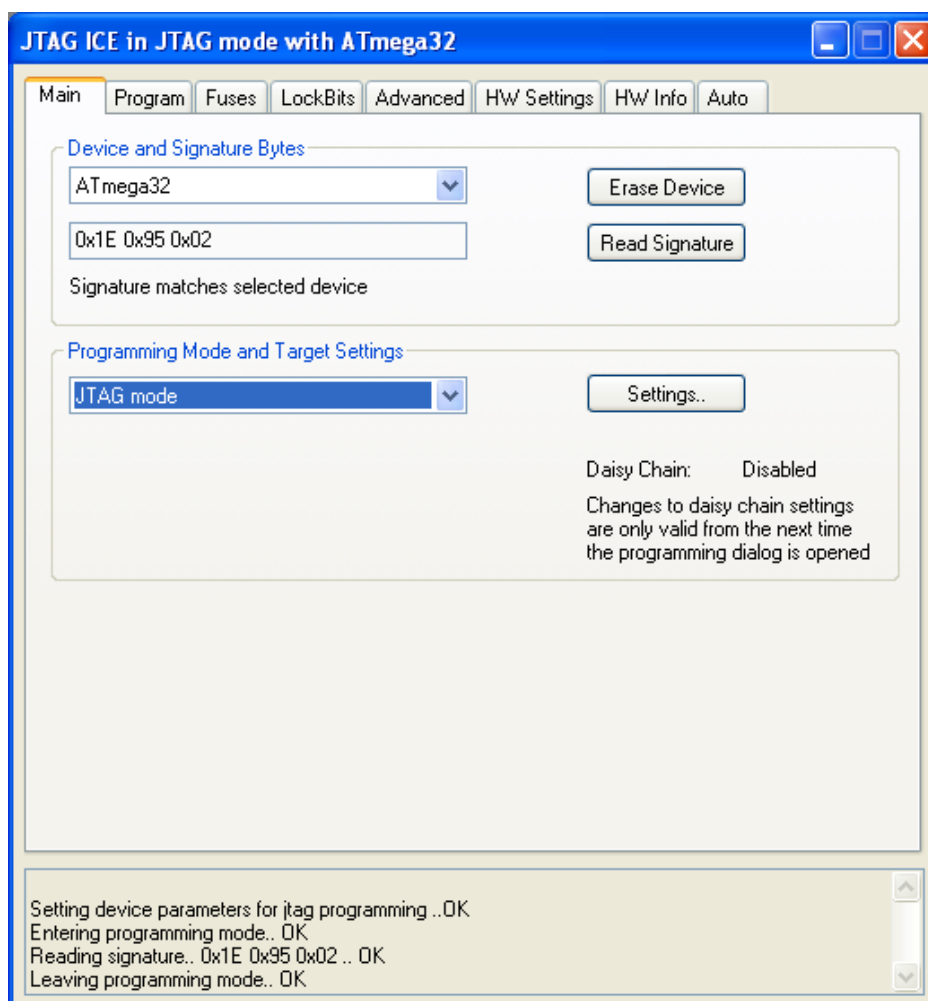 JTAG ICE in JTAG mode with ATmega32
Main Program Fuses LockBits Advanced HW Settings HW Info Auto
Device and Signature Bytes
ATmega32
Erase Device
0x1E 0x95 0x02
Read Signature
Signature matches selected device
Programming Mode and Target Settings
JTAG mode
Settings..
Daisy Chain: Disabled
Changes to daisy chain settings
are only valid from the next time
the programming dialog is opened
Setting device parameters for jtag programming ..OK
Entering programming mode.. OK
Reading signature.. 0x1E 0x95 0x02 .. OK
Leaving programming mode.. OK